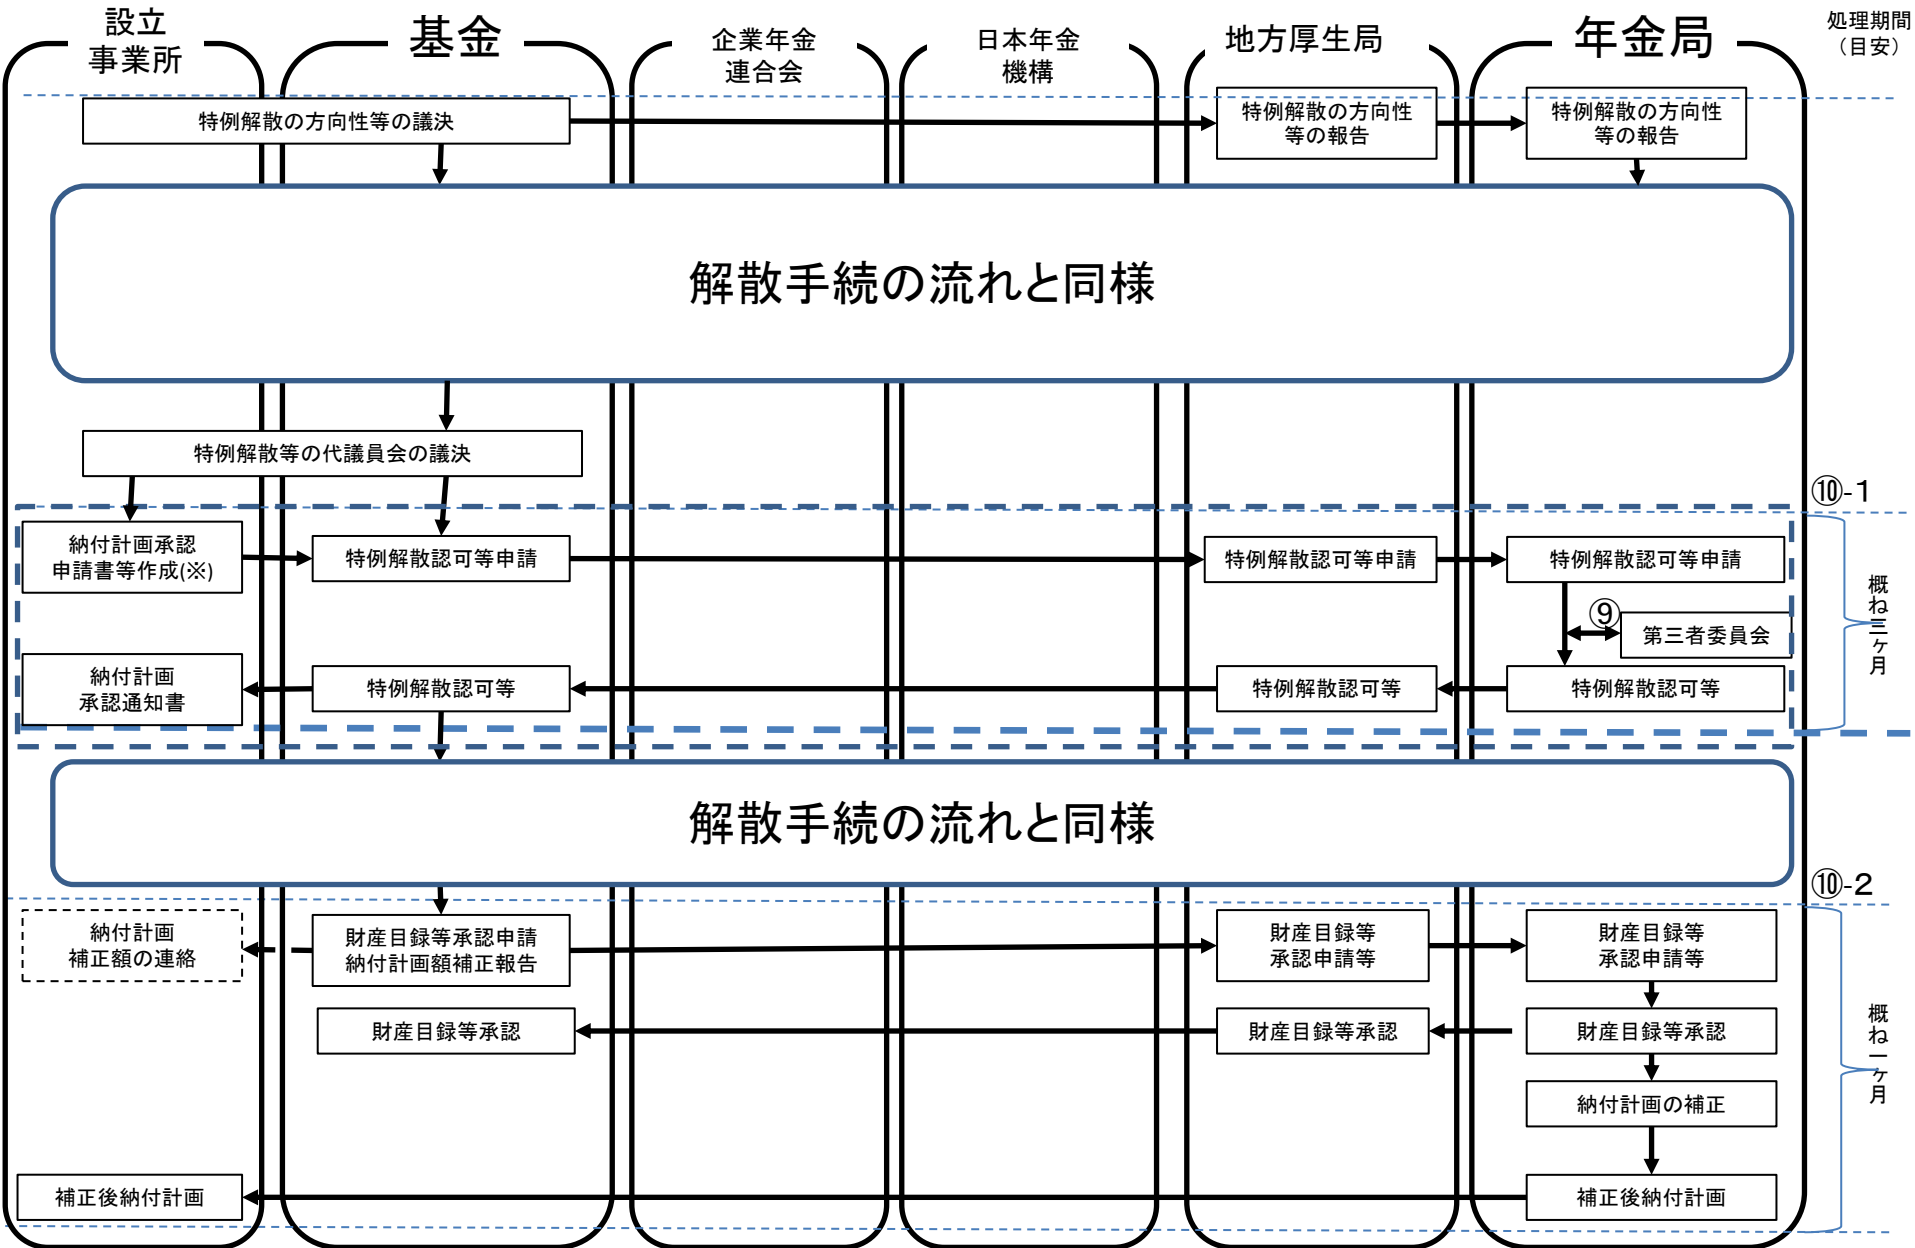 設立
事業所
基金
企業年金
連合会
日本年金
機構
地方厚生局
年金局
処理期間
（目安）
特例解散の方向性等の議決
特例解散の方向性
等の報告
特例解散の方向性
等の報告
解散手続の流れと同様
特例解散等の代議員会の議決
⑩-1
納付計画承認
申請書等作成(※)
特例解散認可等申請
特例解散認可等申請
特例解散認可等申請
⑨
第三者委員会
概ね三ヶ月
納付計画
承認通知書
特例解散認可等
特例解散認可等
特例解散認可等
解散手続の流れと同様
⑩-2
納付計画
補正額の連絡
財産目録等承認申請
納付計画額補正報告
財産目録等
承認申請等
財産目録等
承認申請等
財産目録等承認
財産目録等承認
財産目録等承認
概ね一ヶ月
納付計画の補正
補正後納付計画
補正後納付計画